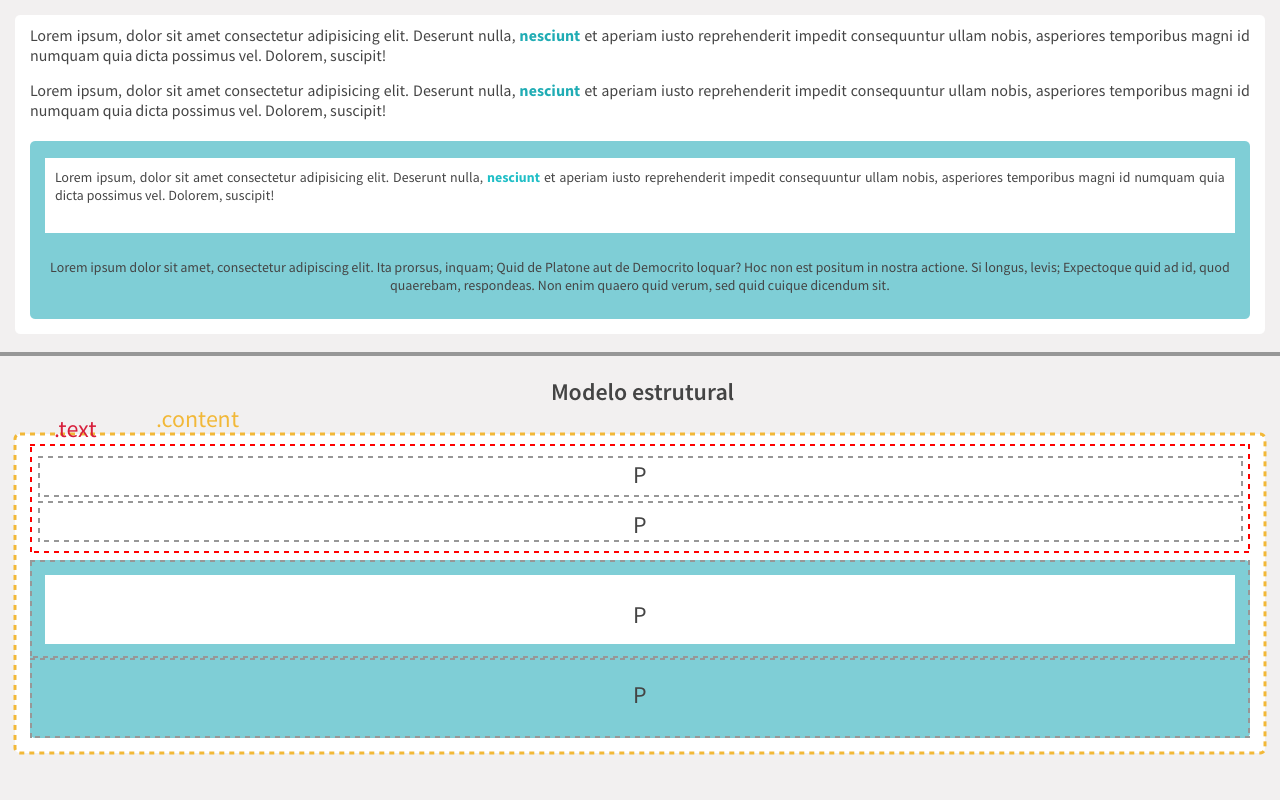 Lorem ipsum, dolor sit amet consectetur adipisicing elit. Deserunt nulla, nesciunt et aperiam iusto reprehenderit impedit consequuntur ullam nobis, asperiores temporibus magni id
numquam quia dicta possimus vel. Dolorem, suscipit!
Lorem ipsum, dolor sit amet consectetur adipisicing elit. Deserunt nulla, nesciunt et aperiam iusto reprehenderit impedit consequuntur ullam nobis, asperiores temporibus magni id
numquam quia dicta possimus vel. Dolorem, suscipit!
Lorem ipsum, dolor sit amet consectetur adipisicing elit. Deserunt nulla, nesciunt et aperiam iusto reprehenderit impedit consequuntur ullam nobis, asperiores temporibus magni id numquam quia
dicta possimus vel. Dolorem, suscipit!
Lorem ipsum dolor sit amet, consectetur adipiscing elit. Ita prorsus, inquam; Quid de Platone aut de Democrito loquar? Hoc non est positum in nostra actione. Si longus, levis; Expectoque quid ad id, quod
quaerebam, respondeas. Non enim quaero quid verum, sed quid cuique dicendum sit.
Modelo estrutural
.content
.text
P
P
P
P